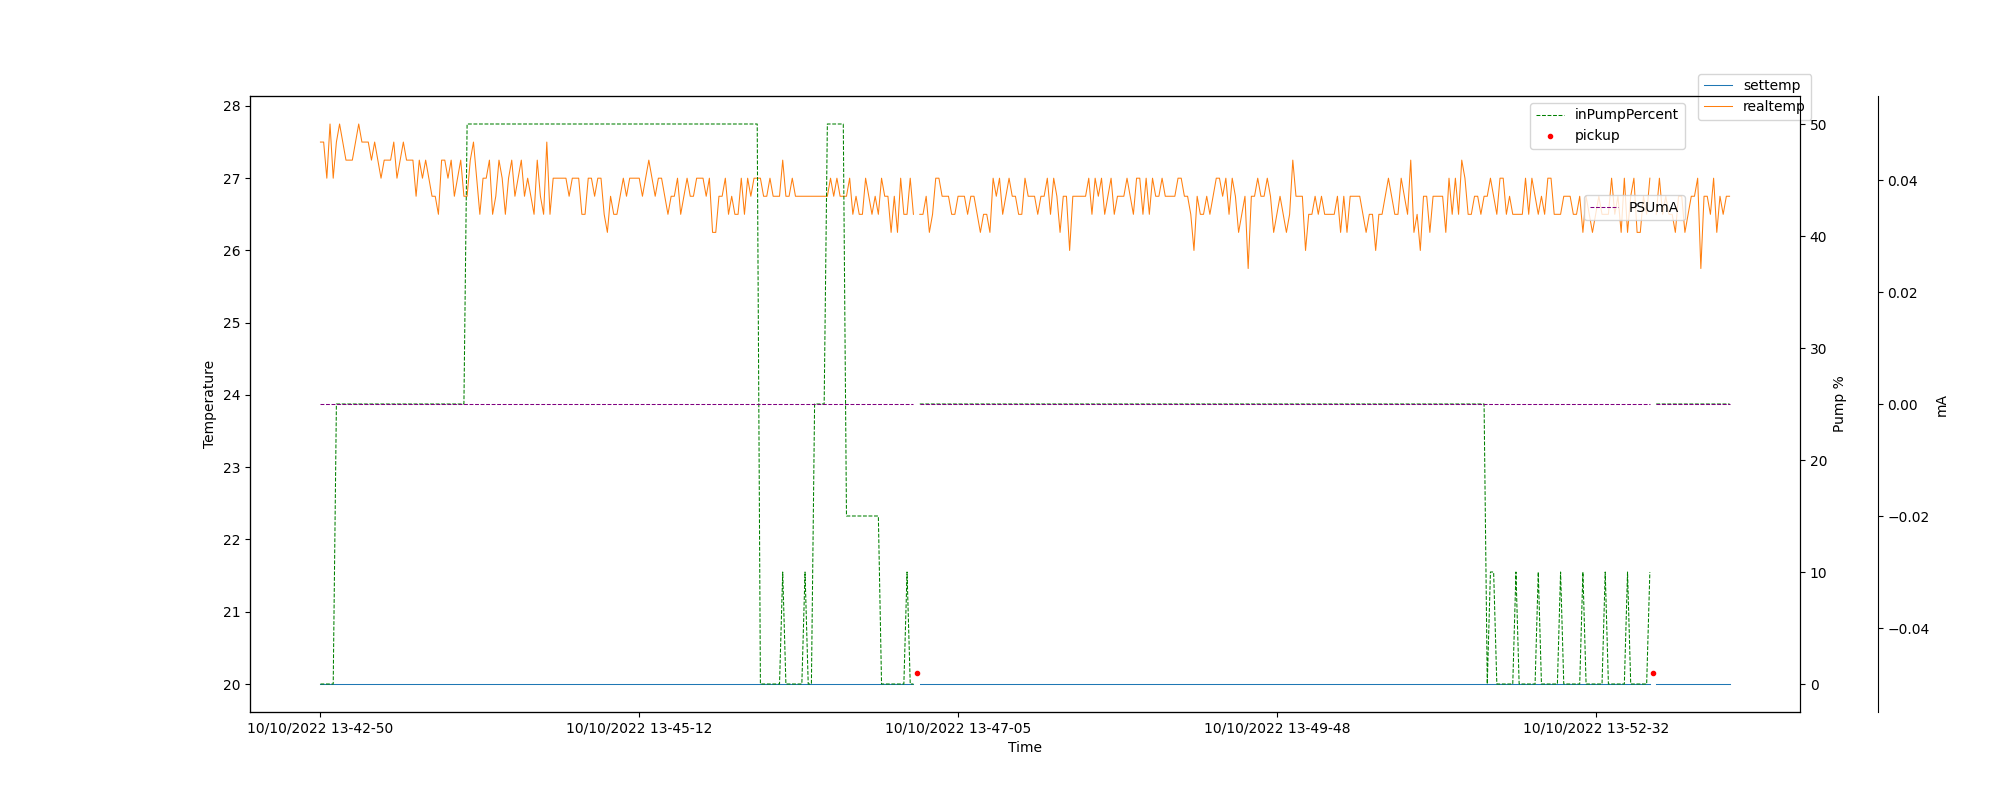 settemp
realtemp
inPumpPercent
pickup
PSUmA
28
27
26
25
24
23
22
21
20
Temperature
50
40
30
20
10
0
Pump %
0.04
0.02
0.00
−0.02
−0.04
mA
10/10/2022 13-42-50
10/10/2022 13-45-12
10/10/2022 13-47-05
10/10/2022 13-49-48
10/10/2022 13-52-32
Time